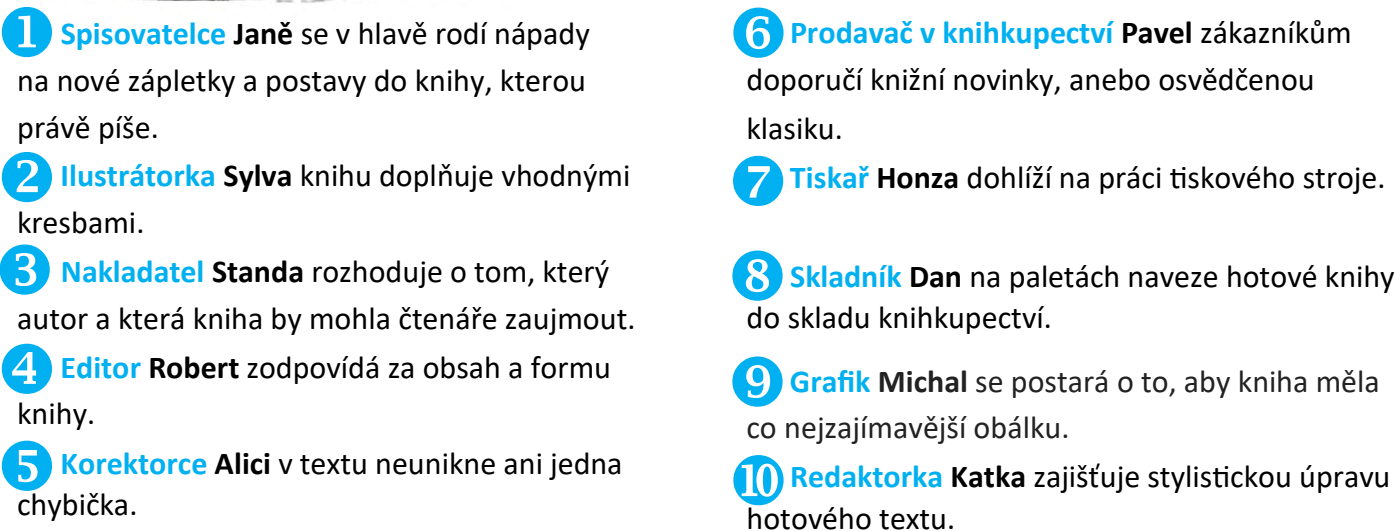 1 Spisovatelce Janě se v hlavě rodí nápady
na nové zápletky a postavy do knihy, kterou
právě píše.
2 Ilustrátorka Sylva knihu doplňuje vhodnými
kresbami.
3 Nakladatel Standa rozhoduje o tom, který
autor a která kniha by mohla čtenáře zaujmout.
4 Editor Robert zodpovídá za obsah a formu
knihy.
5 Korektorce Alici v textu neunikne ani jedna
chybička.
6 Prodavač v knihkupectví Pavel zákazníkům
doporučí knižní novinky, anebo osvědčenou
klasiku.
7 Tiskař Honza dohlíží na práci tiskového stroje.
8 Skladník Dan na paletách naveze hotové knihy
do skladu knihkupectví.
9 Grafik Michal se postará o to, aby kniha měla
co nejzajímavější obálku.
10 Redaktorka Katka zajišťuje stylistickou úpravu
hotového textu.